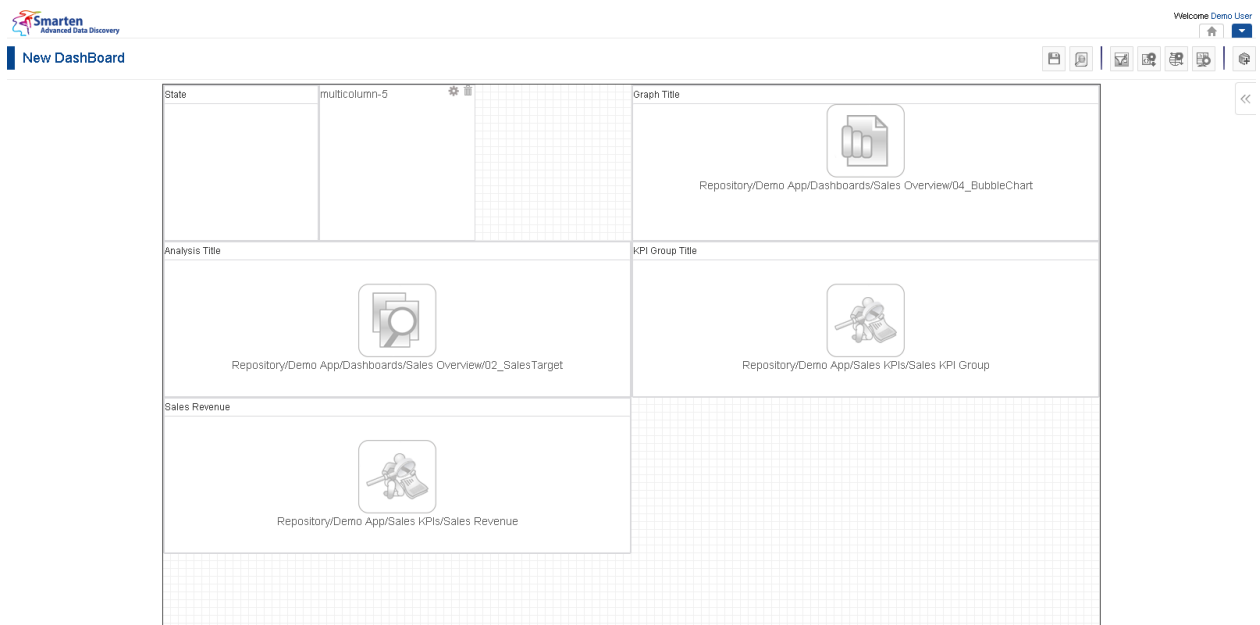 Smarten
Advanced Data Discovery
Welcome Demo User
New DashBoard
State
multicolumn-5
Graph Title
Repository/Demo App/Dashboards/Sales Overview/04_BubbleChart
Analysis Title
KPI Group Title
Repository/Demo App/Dashboards/Sales Overview/02_SalesTarget
Repository/Demo App/Sales KPIs/Sales KPI Group
Sales Revenue
Repository/Demo App/Sales KPIs/Sales Revenue